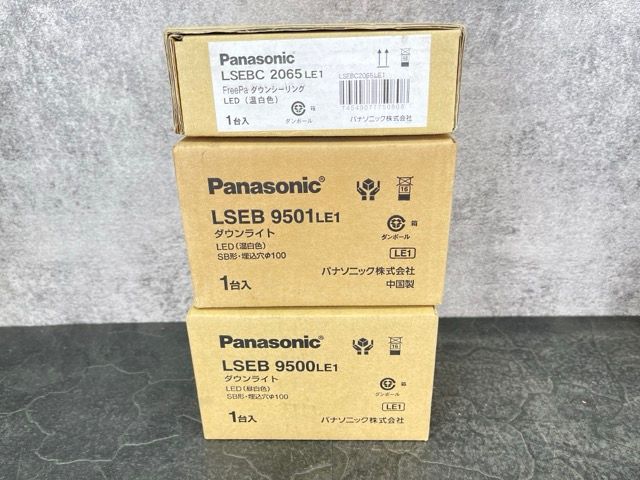 Panasonic
LSEBC 2065 LE1
FreePa ダウンシーリング
LED（温白色）
1台入
LSEBC2065LE1
箱
ダンボール
パナソニック株式会社
Panasonic®
LSEB 9501 LE1
ダウンライト
LED（温白色）
SB形・埋込穴Φ100
1台入
16
箱
ダンボール
LE1
パナソニック株式会社
中国製
Panasonic®
LSEB 9500 LE1
ダウンライト
LED（昼白色）
SB形・埋込穴Φ100
1台入
16
箱
ダンボール
LE1
パナソニック株式会社